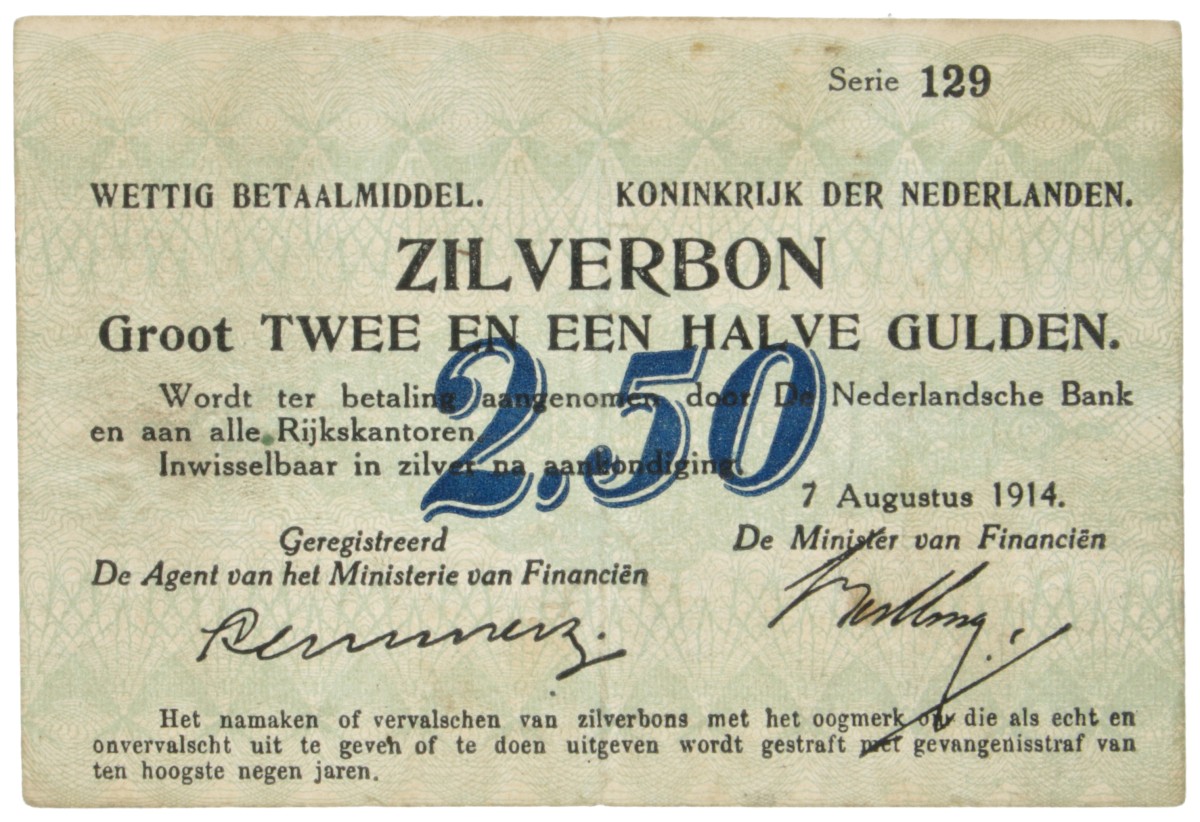 Serie 129
WETTIG BETAALMIDDEL. KONINKRIJK DER NEDERLANDEN.
ZILVERBON
Groot TWEE EN EEN HALVE GULDEN.
2,50
Wordt ter betaling aangenomen door De Nederlandsche Bank
en aan alle Rijkskantoren.
Inwisselbaar in zilver na aankondiging.
7 Augustus 1914.
Geregistreerd
De Agent van het Ministerie van Financiën
De Minister van Financiën
Het namaken of vervalschen van zilverbons met het oogmerk om die als echt en
onvervalscht uit te geven of te doen uitgeven wordt gestraft met gevangenisstraf van
ten hoogste negen jaren.